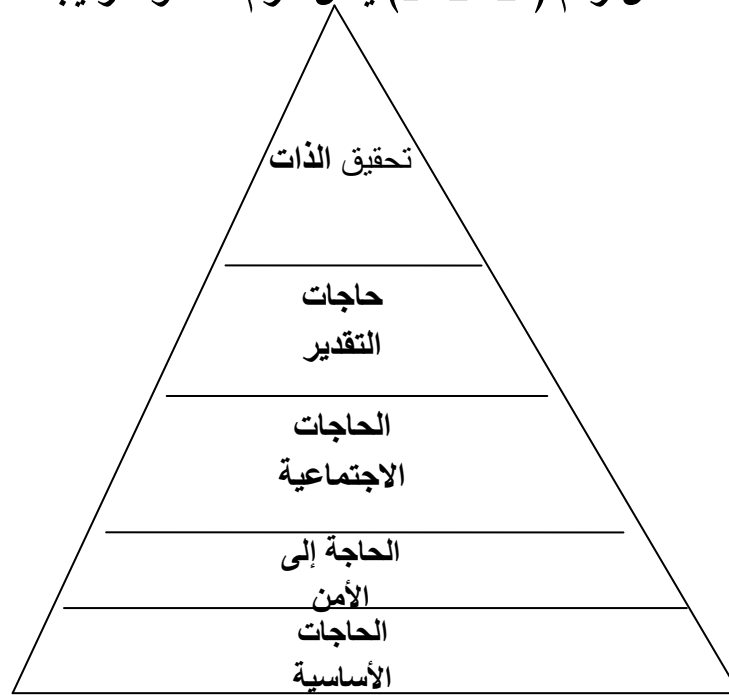 تحقيق الذات
حاجات
التقدير
الحاجات
الاجتماعية
الحاجة إلى
الأمن
الحاجات
الأساسية